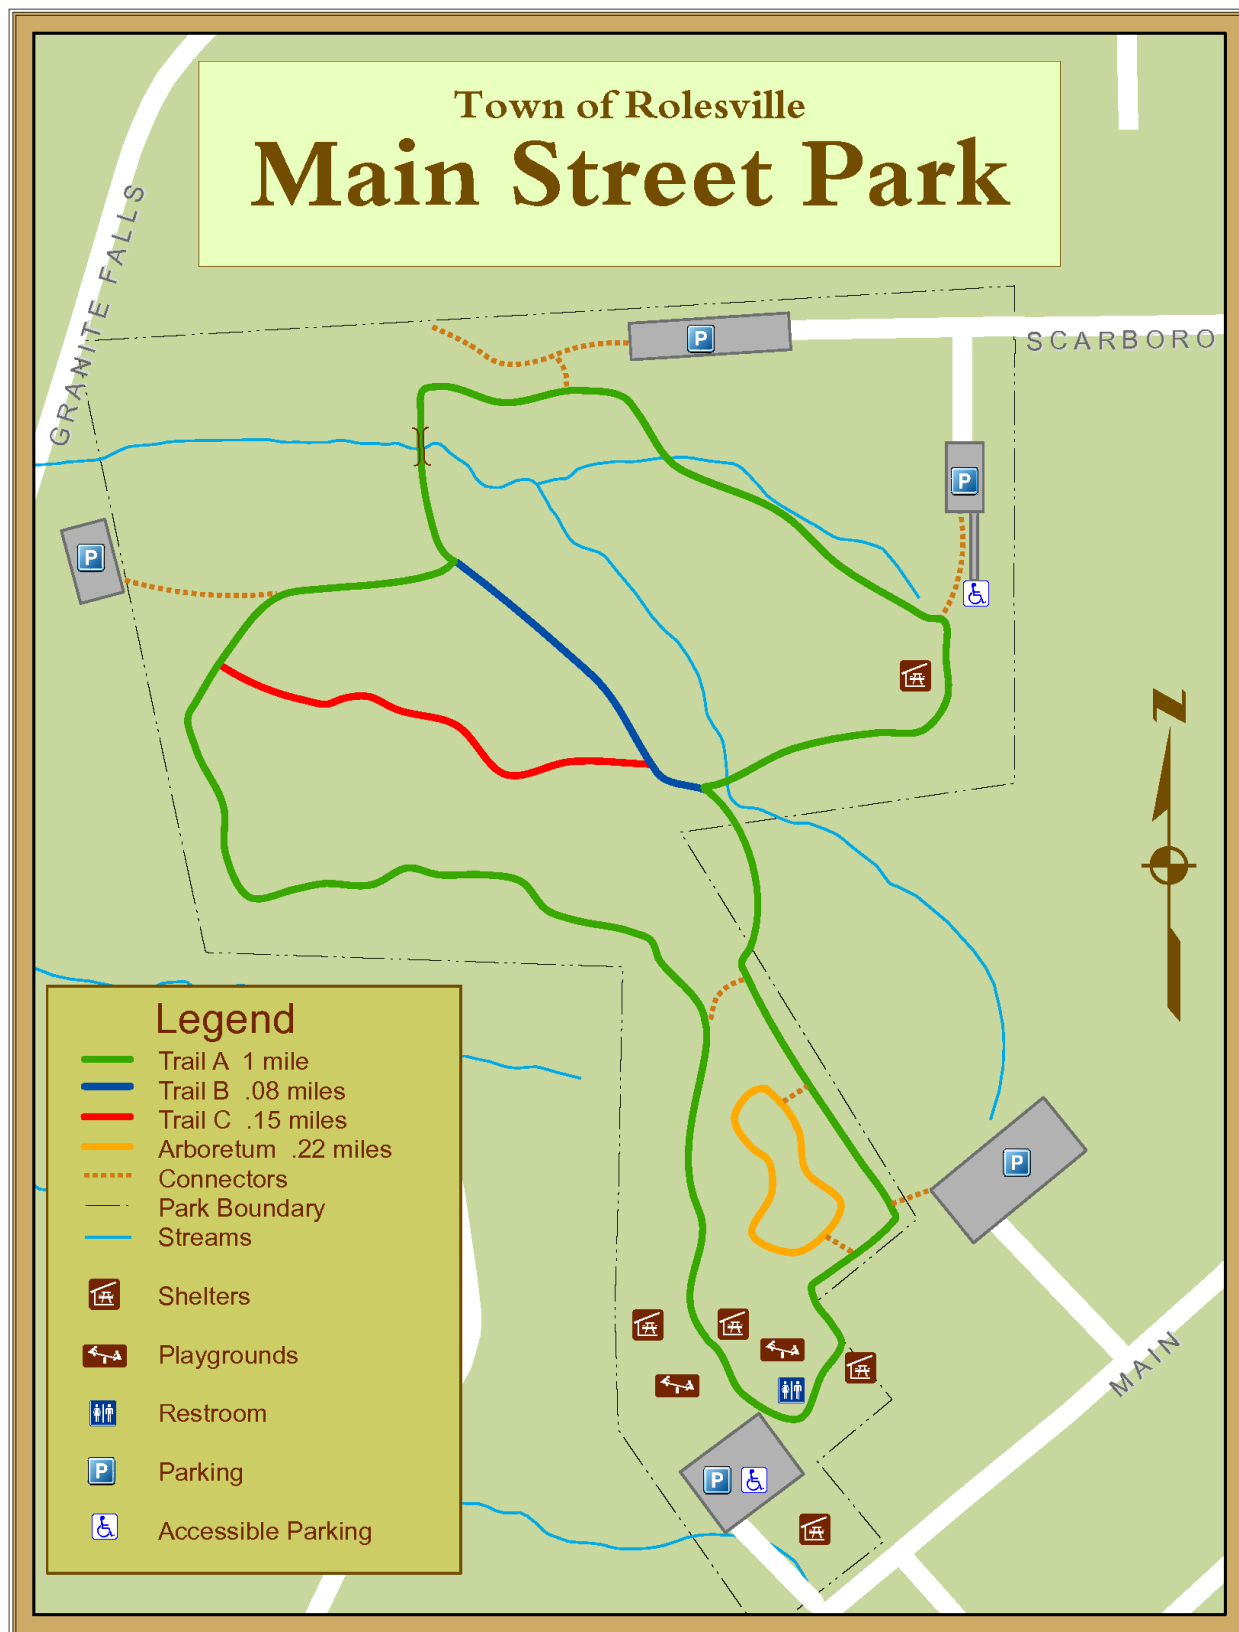 Town of Rolesville
Main Street Park
GRANITE FALLS
P
SCARBORO
P
P
N
Legend
Trail A 1 mile
Trail B .08 miles
Trail C .15 miles
Arboretum .22 miles
Connectors
Park Boundary
Streams
Shelters
Playgrounds
Restroom
P Parking
Accessible Parking
P
MAIN
P